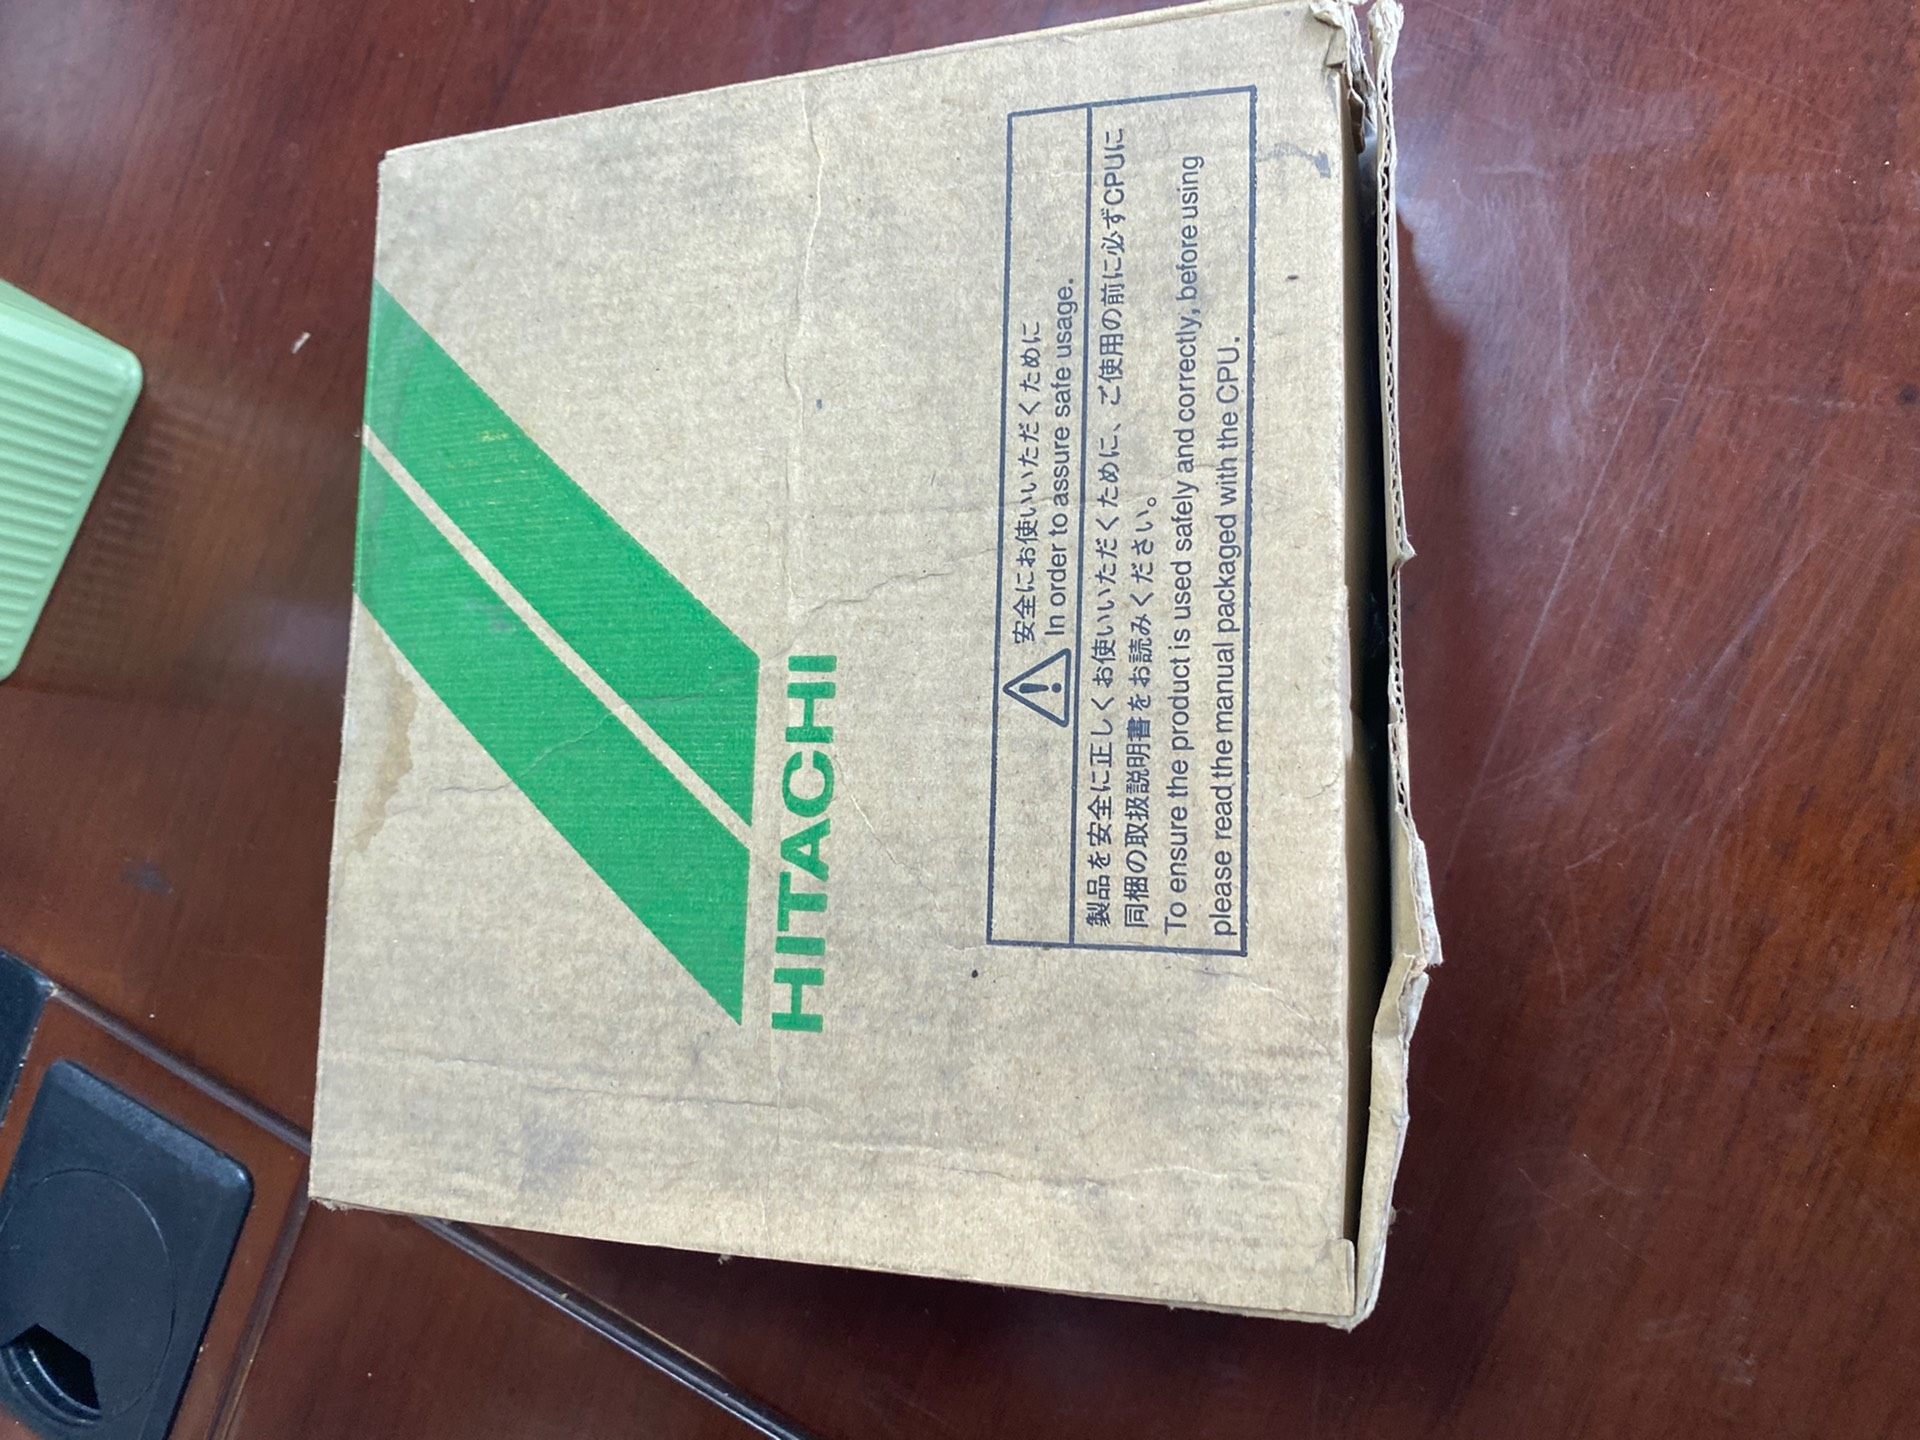 HITACHI
安全にお使いいただくために
In order to assure safe usage.
製品を安全に正しくお使いいただくために、ご使用の前に必ずCPUに
同梱の取扱説明書をお読みください。
To ensure the product is used safely and correctly, before using
please read the manual packaged with the CPU.